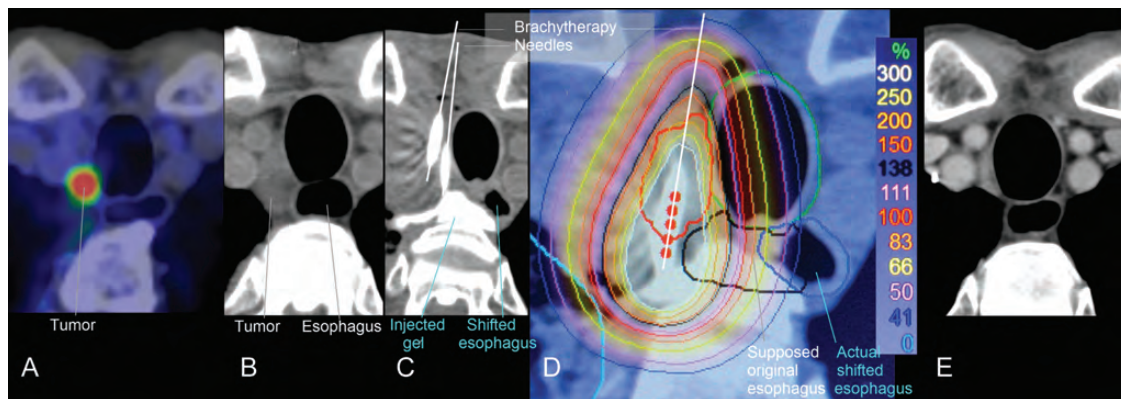 Brachytherapy
Needles
%
300
250
200
150
138
111
100
83
66
50
41
0
Tumor
Tumor
Esophagus
Injected
gel
Shifted
esophagus
Supposed
original
esophagus
Actual
shifted
esophagus
A
B
C
D
E